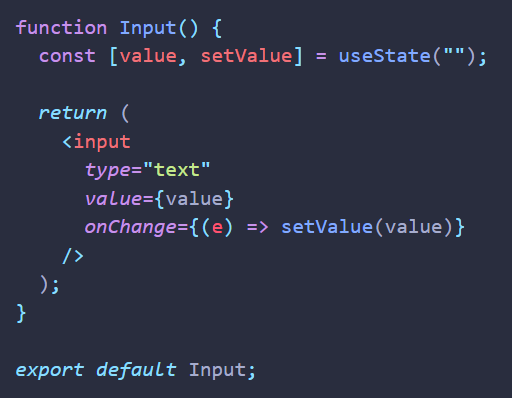 function Input() {
  const [value, setValue] = useState("");

  return (
    <input
      type="text"
      value={value}
      onChange={(e) => setValue(value)}
    />
  );
}

export default Input;